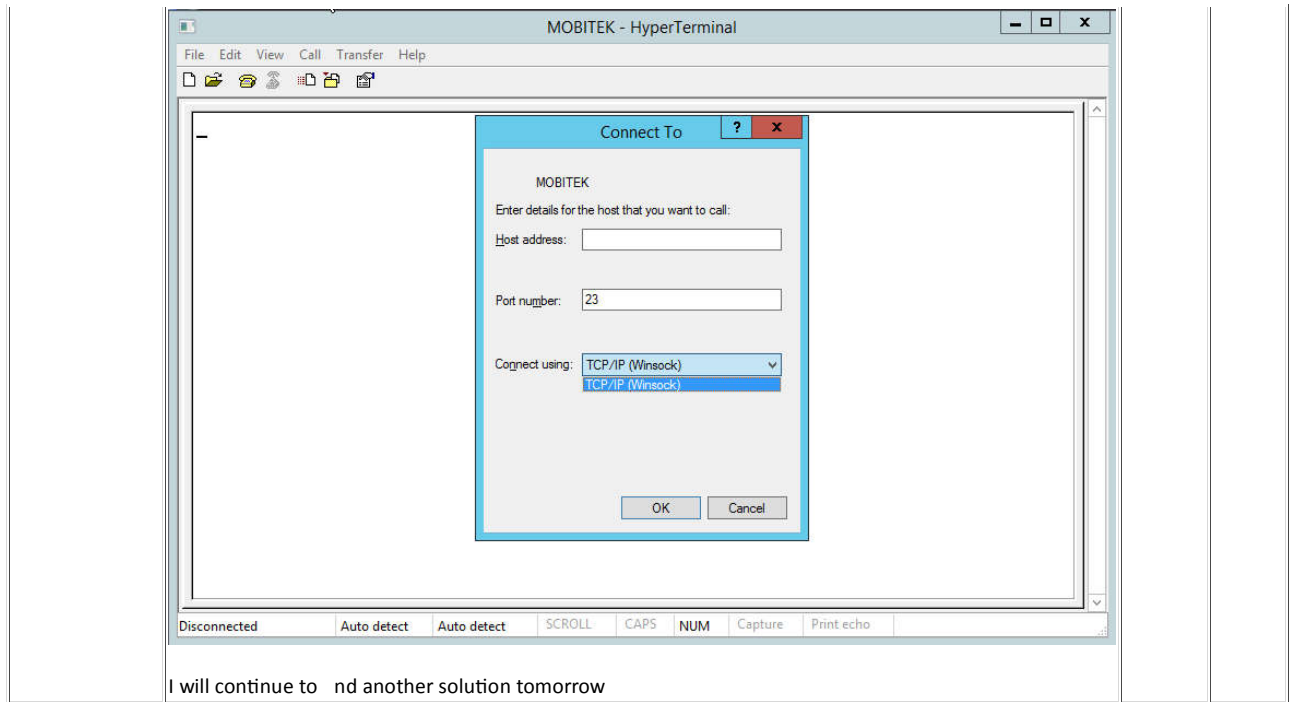 MOBITEK - HyperTerminal
File Edit View Call Transfer Help
Connect To
MOBITEK
Enter details for the host that you want to call:
Host address:
Port number: 23
Connect using: TCP/IP (Winsock)
TCP/IP (Winsock)
OK Cancel
Disconnected Auto detect Auto detect SCROLL CAPS NUM Capture Print echo
I will continue to nd another solution tomorrow